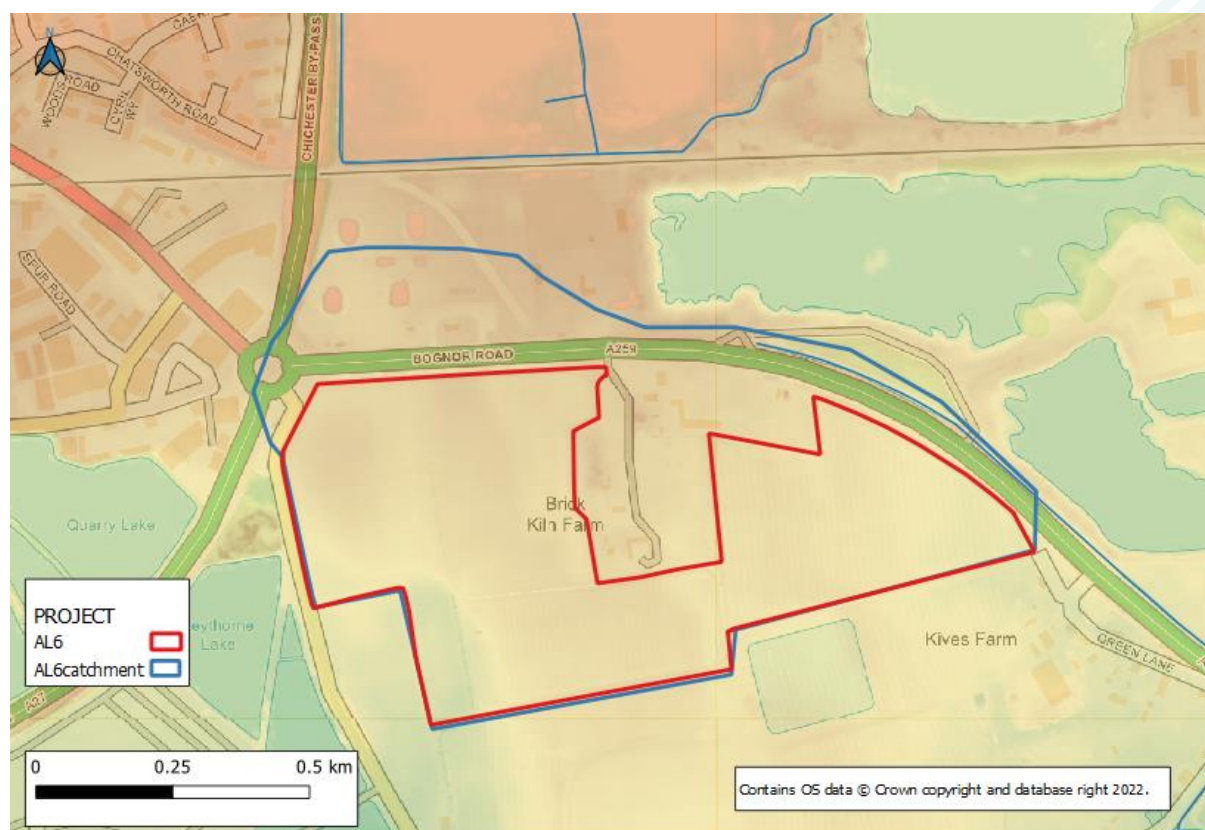 N
CHATSWORTH ROAD
WOODS
ROAD
WAY
CHICHESTER BY-PASS
SPUR ROAD
BOGNOR ROAD
A259
Brick
Kiln Farm
Quarry Lake
Lake
Kives Farm
GREEN LANE
A27
PROJECT
AL6
AL6catchment
0 0.25 0.5 km
Contains OS data © Crown copyright and database right 2022.